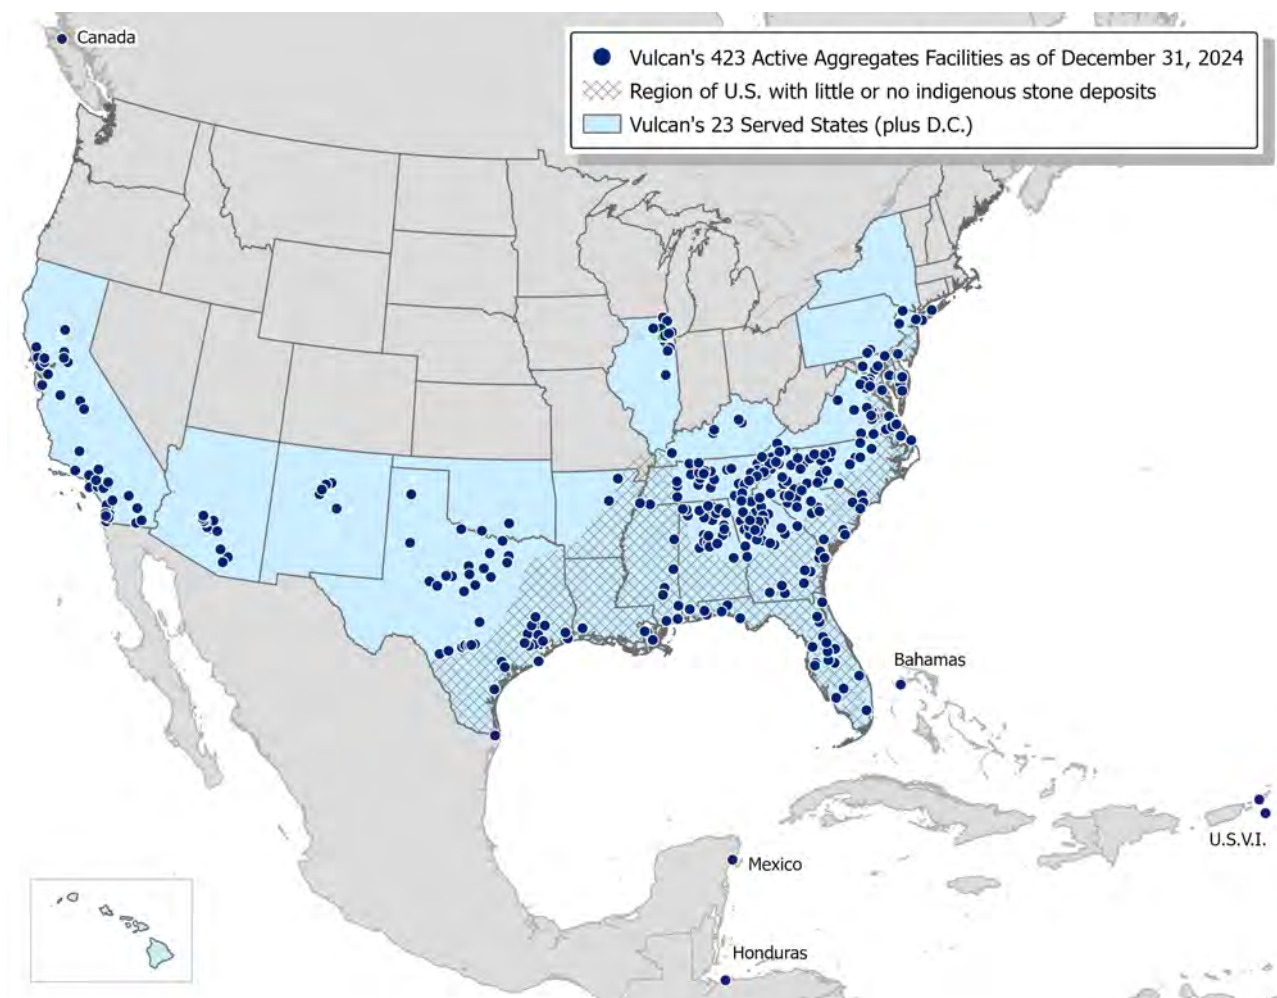 Canada
Vulcan's 423 Active Aggregates Facilities as of December 31, 2024
Region of U.S. with little or no indigenous stone deposits
Vulcan's 23 Served States (plus D.C.)
Bahamas
U.S.V.I.
Mexico
Honduras